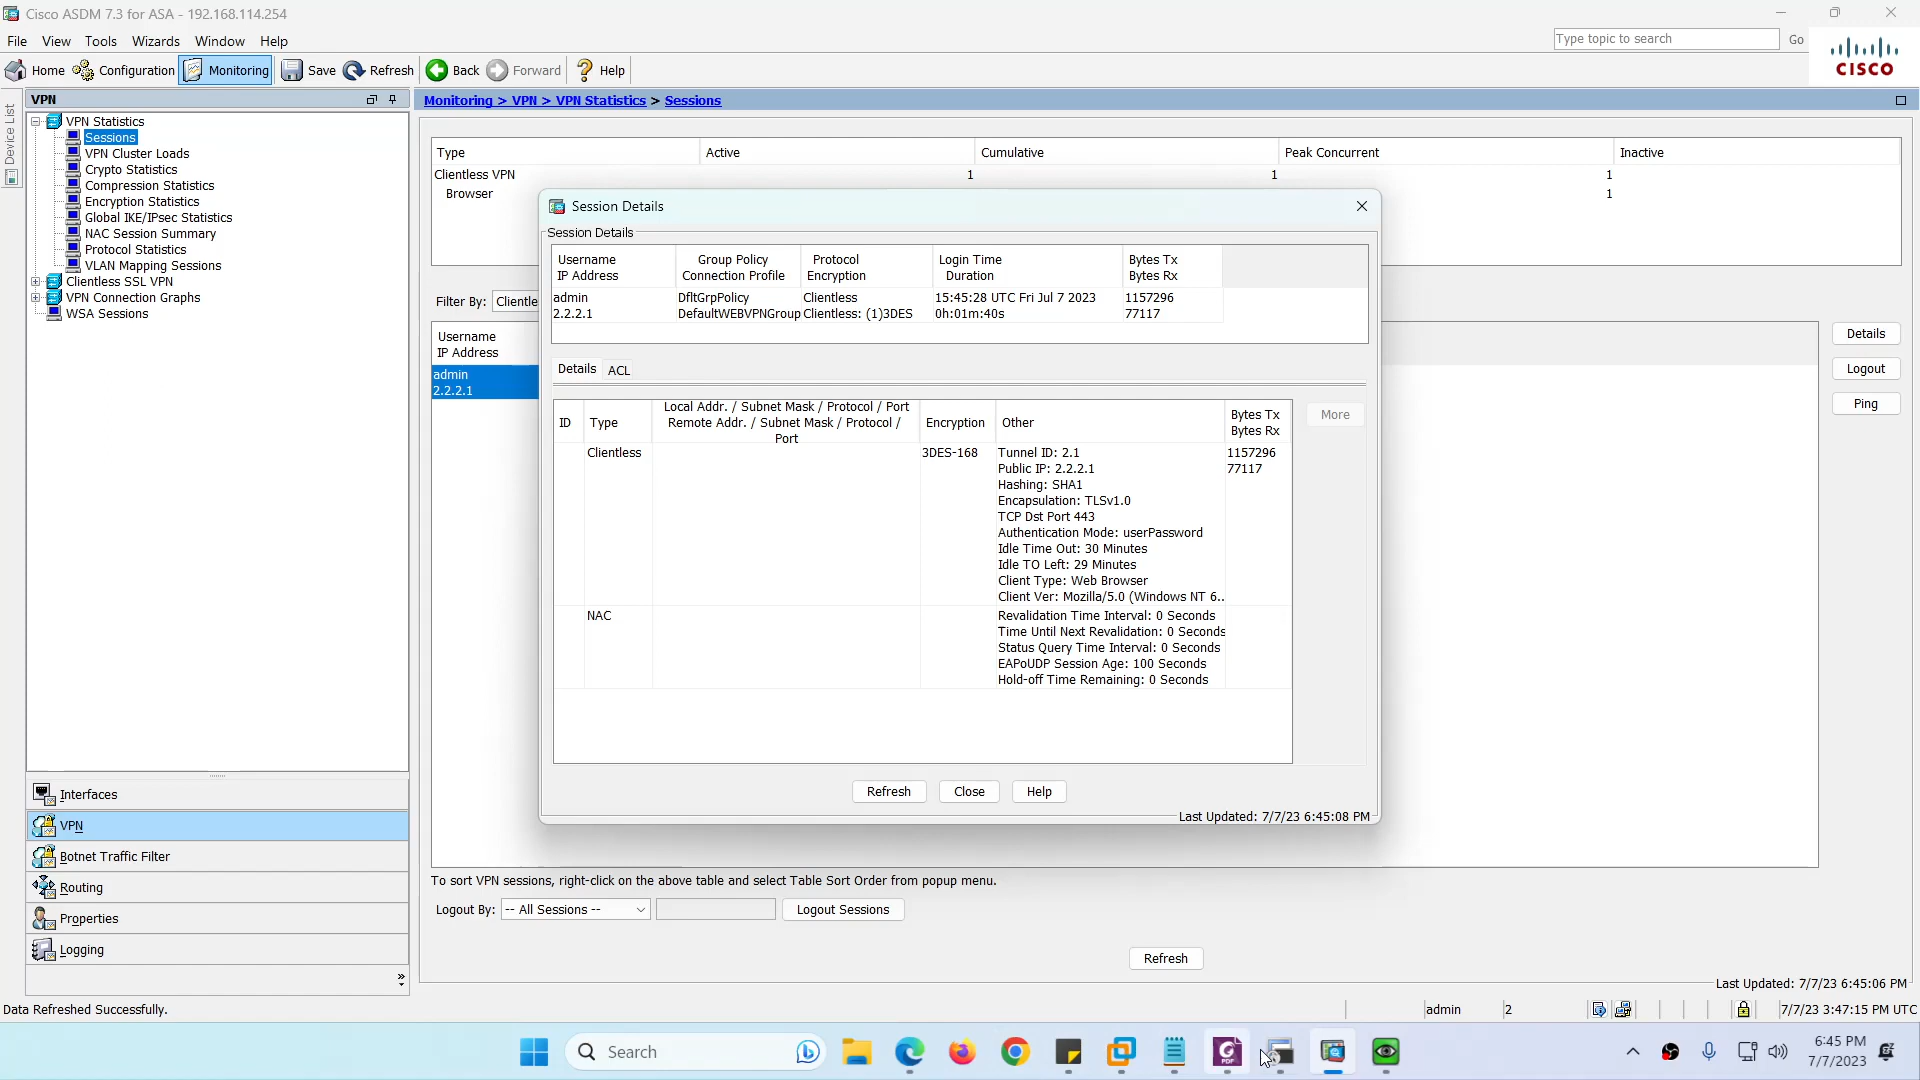 Cisco ASDM 7.3 for ASA - 192.168.114.254
File View Tools Wizards Window Help
Type topic to search Go
CISCO
Home Configuration Monitoring Save Refresh Back Forward Help
Device List
VPN
Monitoring > VPN > VPN Statistics > Sessions
VPN Statistics
Sessions
VPN Cluster Loads
Crypto Statistics
Compression Statistics
Encryption Statistics
Global IKE/IPsec Statistics
NAC Session Summary
Protocol Statistics
VLAN Mapping Sessions
Clientless SSL VPN
VPN Connection Graphs
WSA Sessions
Interfaces
VPN
Botnet Traffic Filter
Routing
Properties
Logging
Type Active Cumulative Peak Concurrent Inactive
Clientless VPN 1 1 1
Browser 1
Filter By: Clientle
Username
IP Address
admin
2.2.2.1
Details
Logout
Ping
Session Details
Session Details
Username Group Policy Protocol Login Time Bytes Tx
IP Address Connection Profile Encryption Duration Bytes Rx
admin DfltGrpPolicy Clientless 15:45:28 UTC Fri Jul 7 2023 1157296
2.2.2.1 DefaultWEBVPNGroup Clientless: (1)3DES 0h:01m:40s 77117
Details ACL
ID Type Local Addr. / Subnet Mask / Protocol / Port Encryption Other Bytes Tx
Remote Addr. / Subnet Mask / Protocol / Bytes Rx
Port
More
Clientless 3DES-168 Tunnel ID: 2.1 1157296
Public IP: 2.2.2.1 77117
Hashing: SHA1
Encapsulation: TLSv1.0
TCP Dst Port 443
Authentication Mode: userPassword
Idle Time Out: 30 Minutes
Idle TO Left: 29 Minutes
Client Type: Web Browser
Client Ver: Mozilla/5.0 (Windows NT 6..
NAC Revalidation Time Interval: 0 Seconds
Time Until Next Revalidation: 0 Seconds
Status Query Time Interval: 0 Seconds
EAPoUDP Session Age: 100 Seconds
Hold-off Time Remaining: 0 Seconds
Refresh Close Help
Last Updated: 7/7/23 6:45:08 PM
To sort VPN sessions, right-click on the above table and select Table Sort Order from popup menu.
Logout By: -- All Sessions -- Logout Sessions
Refresh
Last Updated: 7/7/23 6:45:06 PM
Data Refreshed Successfully. admin 2 7/7/23 3:47:15 PM UTC
Search
PDF
6:45 PM
7/7/2023